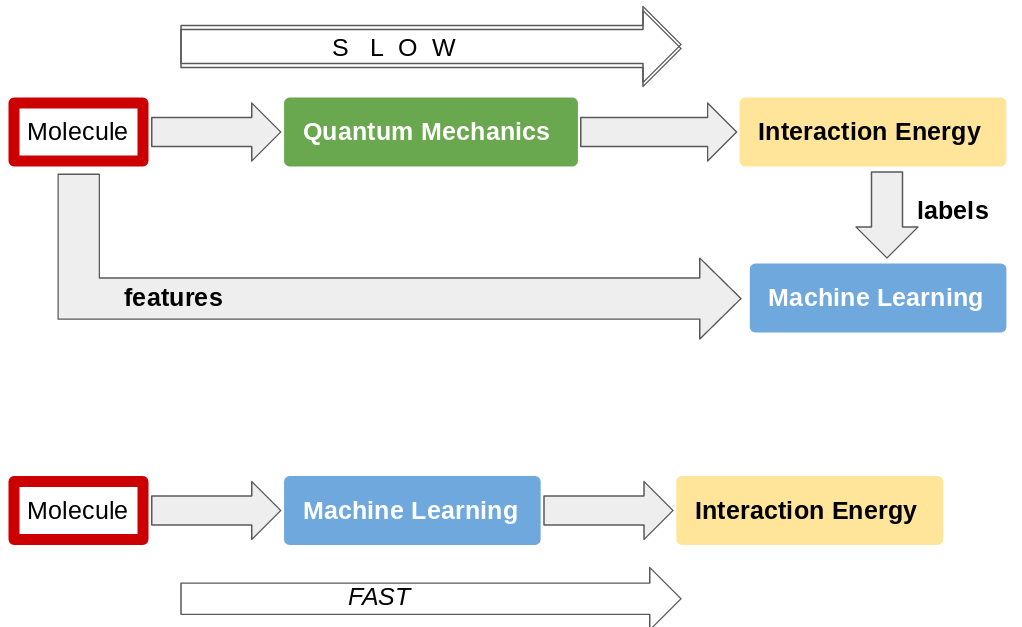 S L O W
Molecule
Quantum Mechanics
Interaction Energy
labels
features
Machine Learning
Molecule
Machine Learning
Interaction Energy
FAST